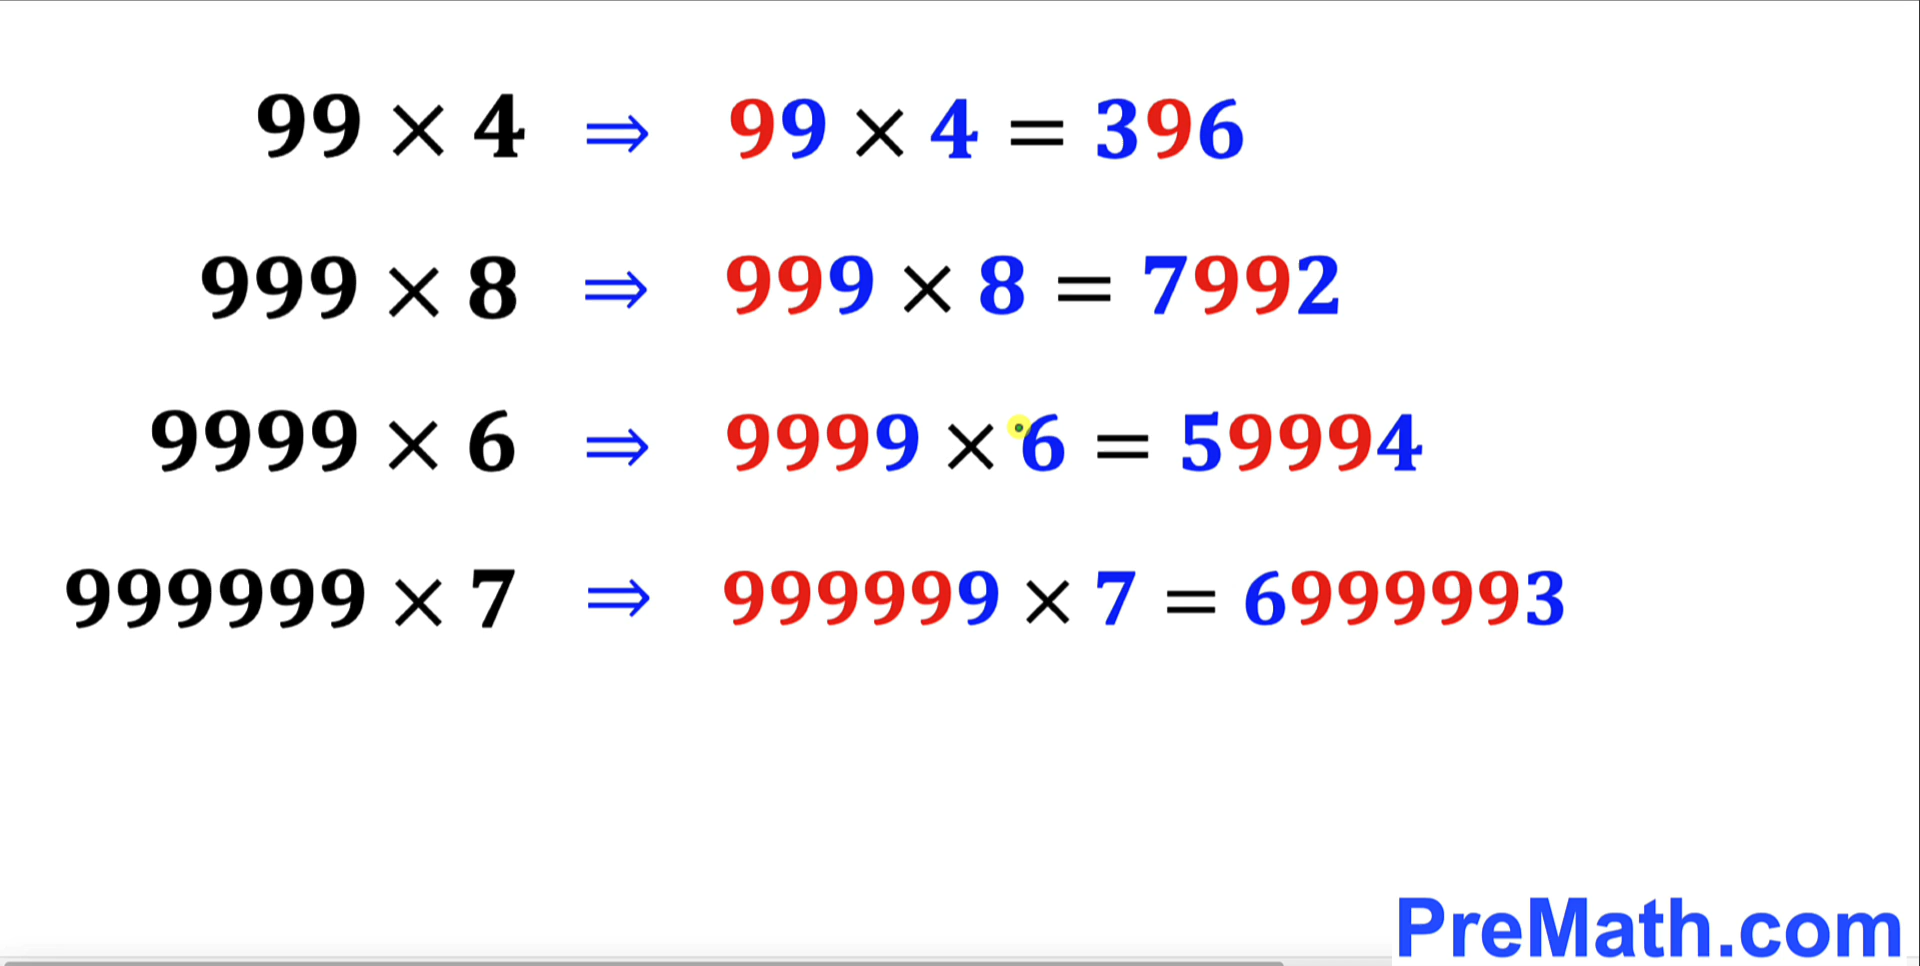 99 × 4 ⇒ 99 × 4 = 396
999 × 8 ⇒ 999 × 8 = 7992
9999 × 6 ⇒ 9999 × 6 = 59994
999999 × 7 ⇒ 999999 × 7 = 6999993
PreMath.com